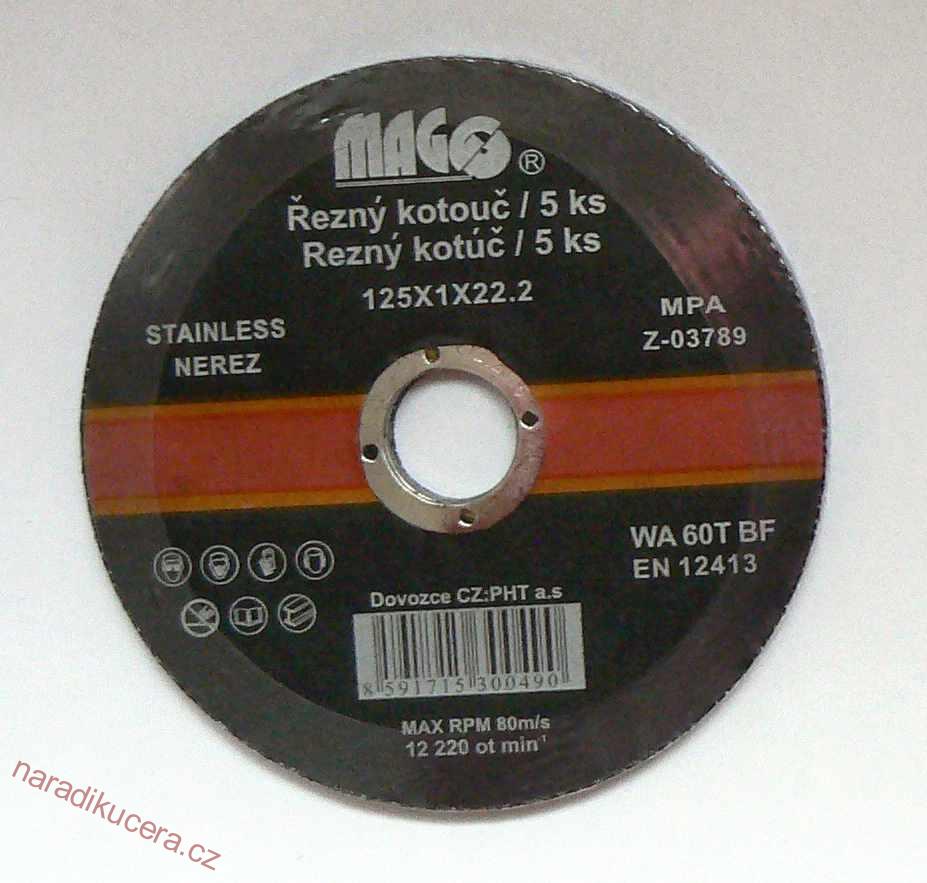 MAGG ®
Řezný kotouč / 5 ks
Rezný kotúč / 5 ks
125X1X22.2
STAINLESS
NEREZ
MPA
Z-03789
WA 60T BF
EN 12413
Dovozce CZ:PHT a.s
8 591715 300490
MAX RPM 80m/s
12 220 ot min⁻¹
naradikucera.cz